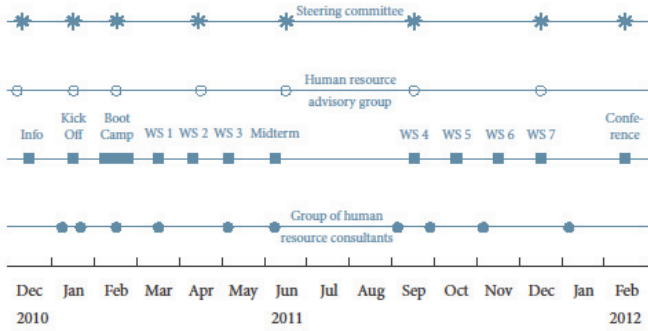 Steering committee
Human resource
advisory group
Kick
Off
Boot
Camp
Confe-
rence
Info
WS 1
WS 2
WS 3
Midterm
WS 4
WS 5
WS 6
WS 7
Group of human
resource consultants
Dec Jan Feb Mar Apr May Jun Jul Aug Sep Oct Nov Dec Jan Feb
2010 2011 2012